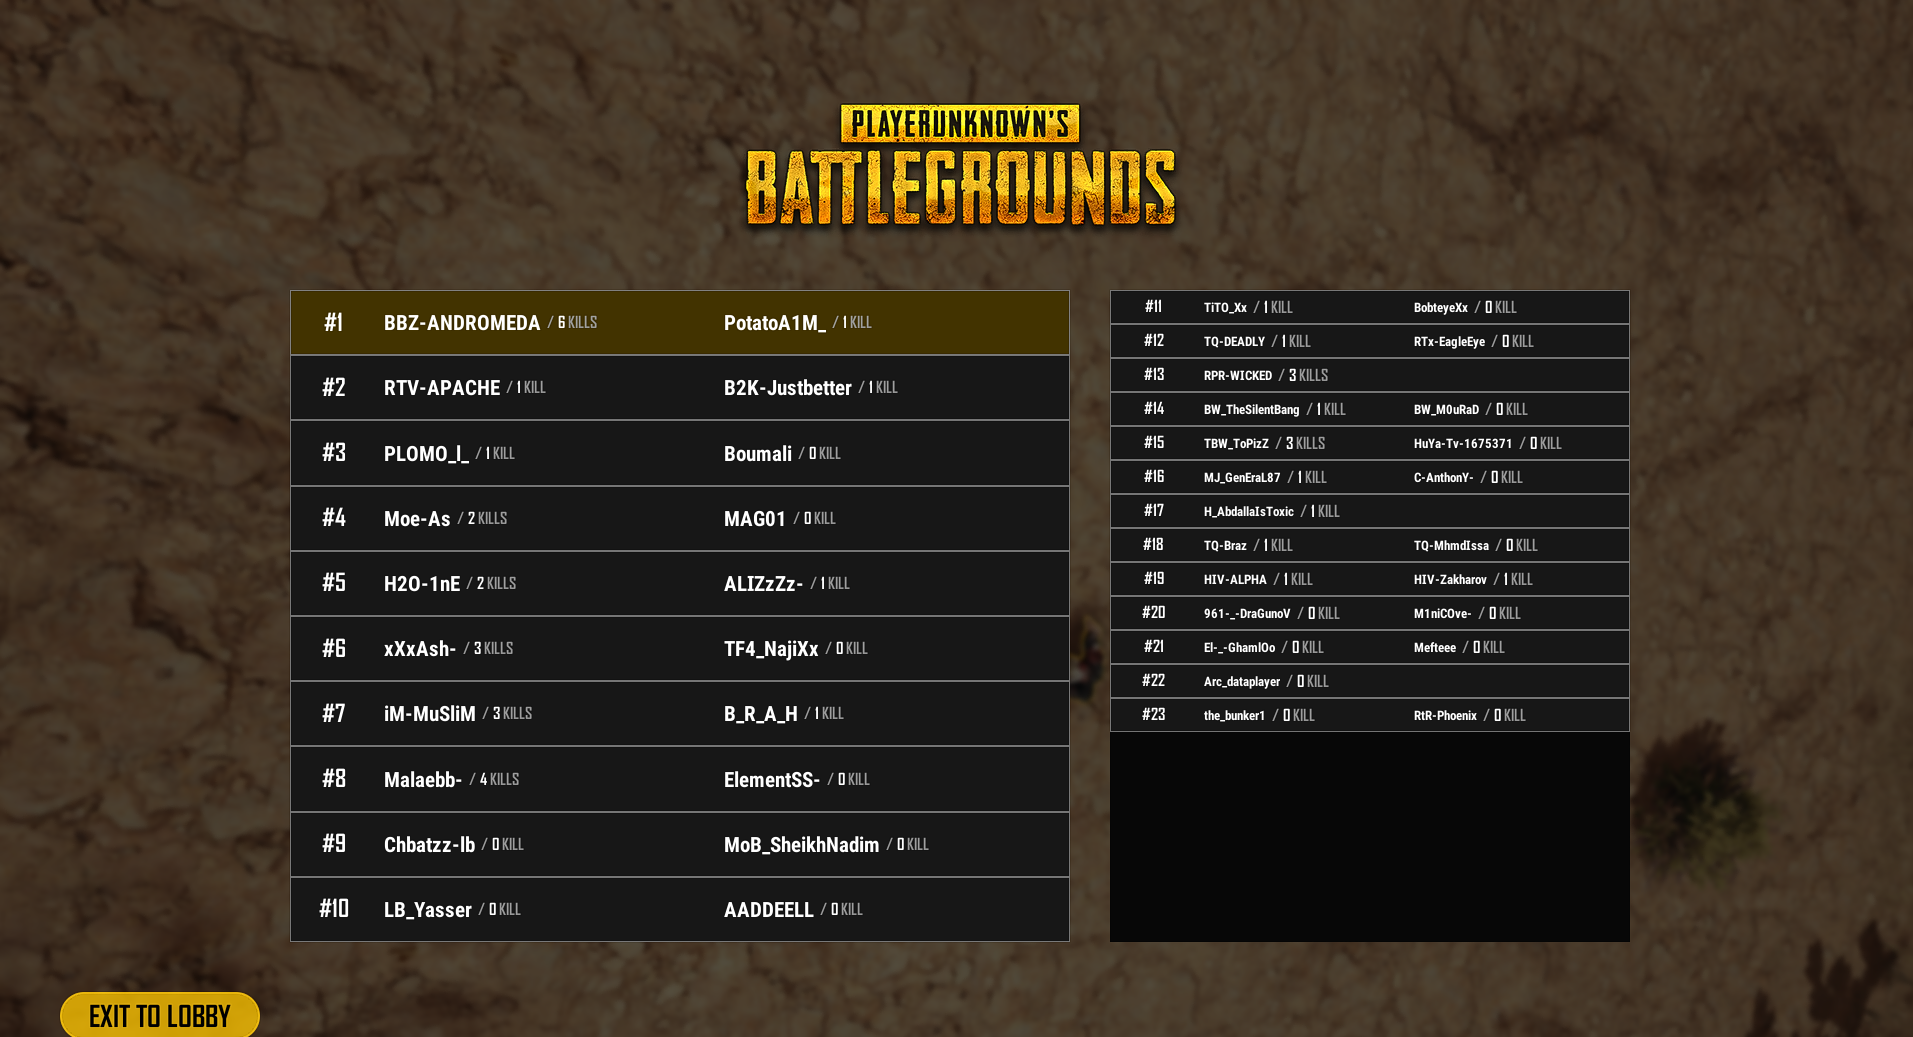 PLAYERUNKNOWN'S
BATTLEGROUNDS
#1 BBZ-ANDROMEDA / 6 KILLS PotatoA1M_ / 1 KILL
#2 RTV-APACHE / 1 KILL B2K-Justbetter / 1 KILL
#3 PLOMO_l_ / 1 KILL Boumali / 0 KILL
#4 Moe-As / 2 KILLS MAG01 / 0 KILL
#5 H2O-1nE / 2 KILLS ALIZzZz- / 1 KILL
#6 xXxAsh- / 3 KILLS TF4_NajiXx / 0 KILL
#7 iM-MuSliM / 3 KILLS B_R_A_H / 1 KILL
#8 Malaebb- / 4 KILLS ElementSS- / 0 KILL
#9 Chbatzz-lb / 0 KILL MoB_SheikhNadim / 0 KILL
#10 LB_Yasser / 0 KILL AADDEELL / 0 KILL
#11 TiTO_Xx / 1 KILL BobteyeXx / 0 KILL
#12 TQ-DEADLY / 1 KILL RTx-EagleEye / 0 KILL
#13 RPR-WICKED / 3 KILLS
#14 BW_TheSilentBang / 1 KILL BW_M0uRaD / 0 KILL
#15 TBW_ToPizZ / 3 KILLS HuYa-Tv-1675371 / 0 KILL
#16 MJ_GenEraL87 / 1 KILL C-AnthonY- / 0 KILL
#17 H_AbdallaIsToxic / 1 KILL
#18 TQ-Braz / 1 KILL TQ-MhmdIssa / 0 KILL
#19 HIV-ALPHA / 1 KILL HIV-Zakharov / 1 KILL
#20 961-_-DraGunoV / 0 KILL M1niCOve- / 0 KILL
#21 El-_-GhamlOo / 0 KILL Mefteee / 0 KILL
#22 Arc_dataplayer / 0 KILL
#23 the_bunker1 / 0 KILL RtR-Phoenix / 0 KILL
EXIT TO LOBBY